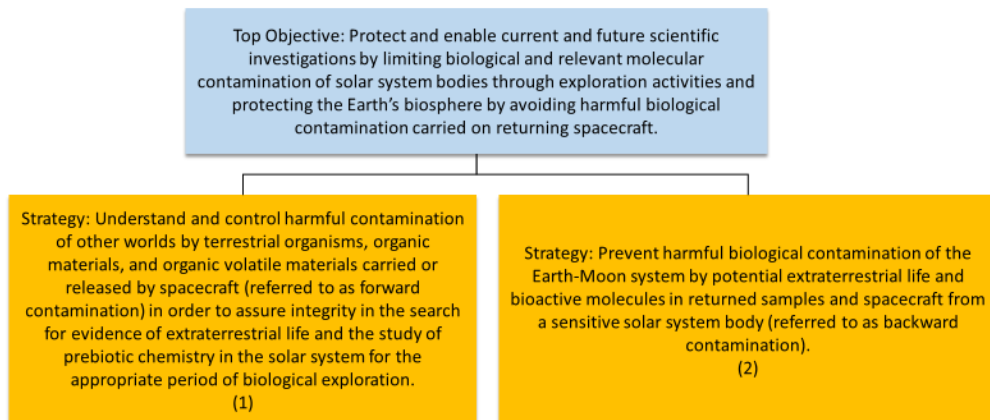 Top Objective: Protect and enable current and future scientific
investigations by limiting biological and relevant molecular
contamination of solar system bodies through exploration activities and
protecting the Earth's biosphere by avoiding harmful biological
contamination carried on returning spacecraft.
Strategy: Understand and control harmful contamination
of other worlds by terrestrial organisms, organic
materials, and organic volatile materials carried or
released by spacecraft (referred to as forward
contamination) in order to assure integrity in the search
for evidence of extraterrestrial life and the study of
prebiotic chemistry in the solar system for the
appropriate period of biological exploration.
(1)
Strategy: Prevent harmful biological contamination of the
Earth-Moon system by potential extraterrestrial life and
bioactive molecules in returned samples and spacecraft from
a sensitive solar system body (referred to as backward
contamination).
(2)